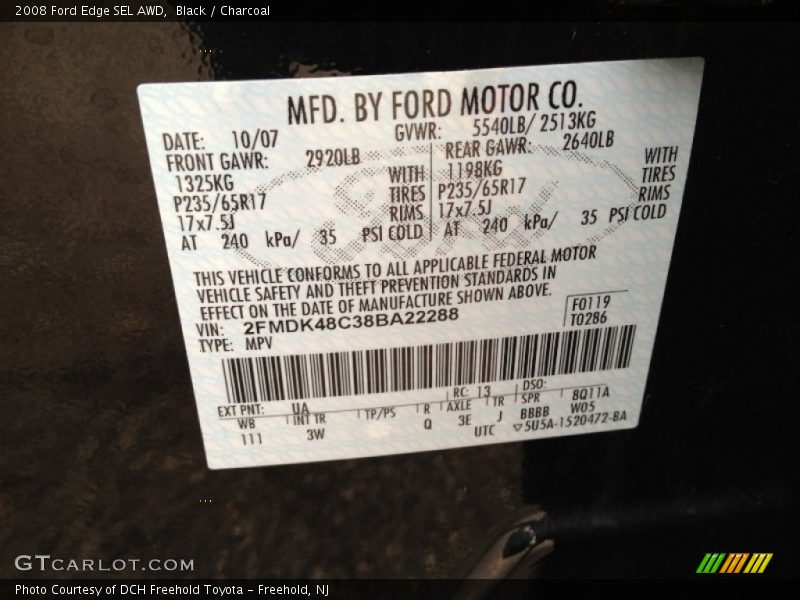 2008 Ford Edge SEL AWD,  Black / Charcoal
MFD. BY FORD MOTOR CO.
DATE: 10/07 GVWR: 5540LB/ 2513KG
FRONT GAWR: 2920LB REAR GAWR: 2640LB
1325KG WITH 1198KG WITH
P235/65R17 TIRES P235/65R17 TIRES
17x7.5J RIMS 17x7.5J RIMS
AT 240 kPa/ 35 PSI COLD AT 240 kPa/ 35 PSI COLD
THIS VEHICLE CONFORMS TO ALL APPLICABLE FEDERAL MOTOR
VEHICLE SAFETY AND THEFT PREVENTION STANDARDS IN
EFFECT ON THE DATE OF MANUFACTURE SHOWN ABOVE.
VIN: 2FMDK48C38BA22288 F0119
TYPE: MPV T0286
EXT PNT: UA RC: 13 DSO:
WB INT TR TP/PS R AXLE TR SPR 8Q11A
111 3W Q 3E J BBBB W05
UTC ▽5U5A-1520472-BA
Ford
GTCARLOT.COM
Photo Courtesy of DCH Freehold Toyota - Freehold, NJ